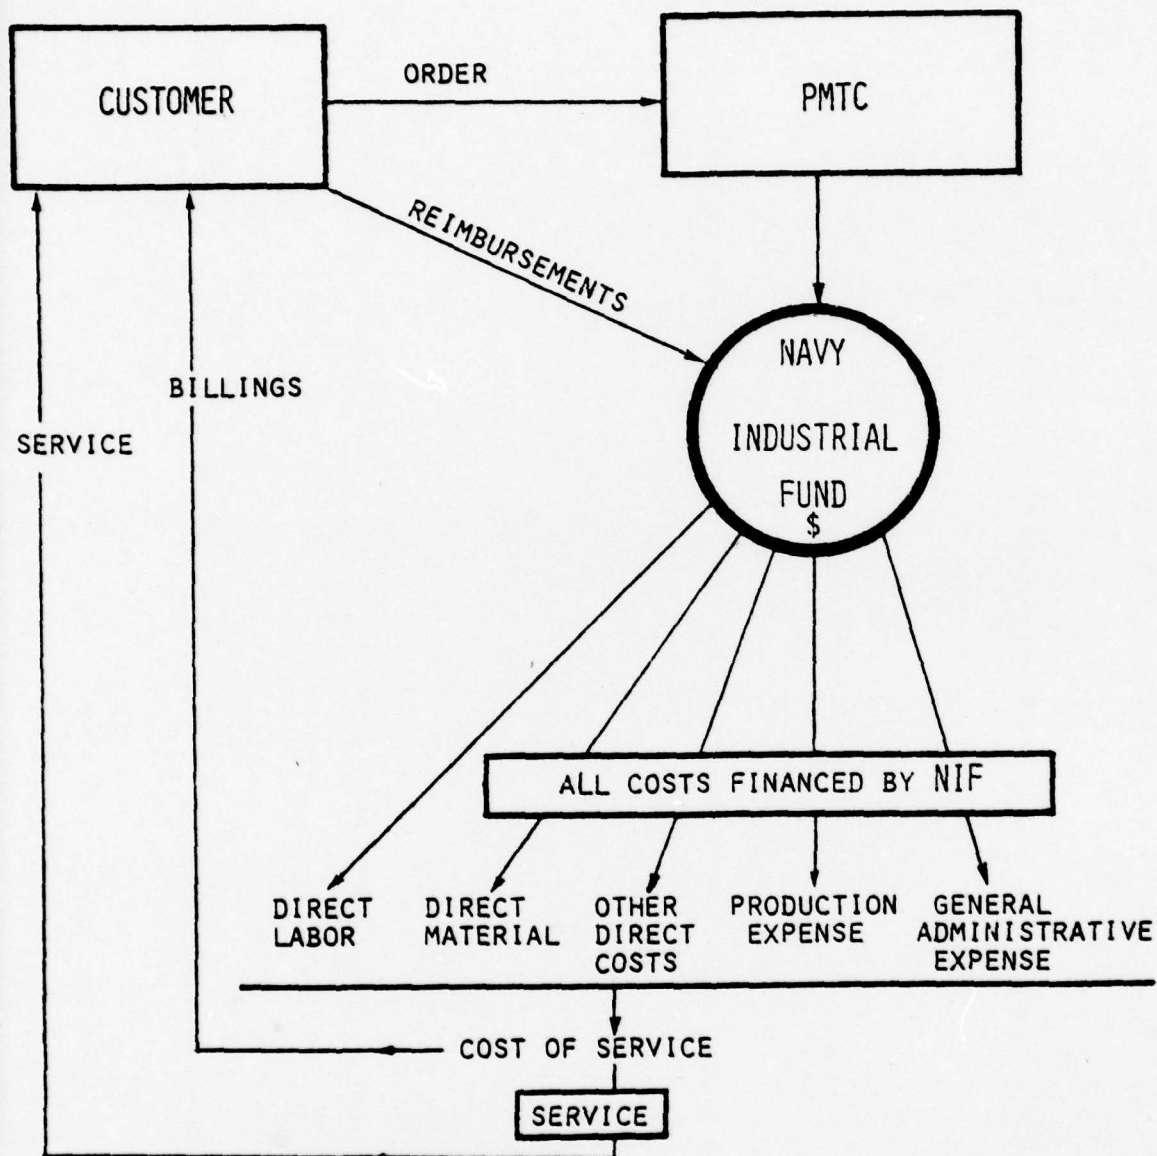 CUSTOMER
ORDER
PMTC
REIMBURSEMENTS
NAVY
INDUSTRIAL
FUND
$
BILLINGS
SERVICE
ALL COSTS FINANCED BY NIF
DIRECT
LABOR
DIRECT
MATERIAL
OTHER
DIRECT
COSTS
PRODUCTION
EXPENSE
GENERAL
ADMINISTRATIVE
EXPENSE
COST OF SERVICE
SERVICE